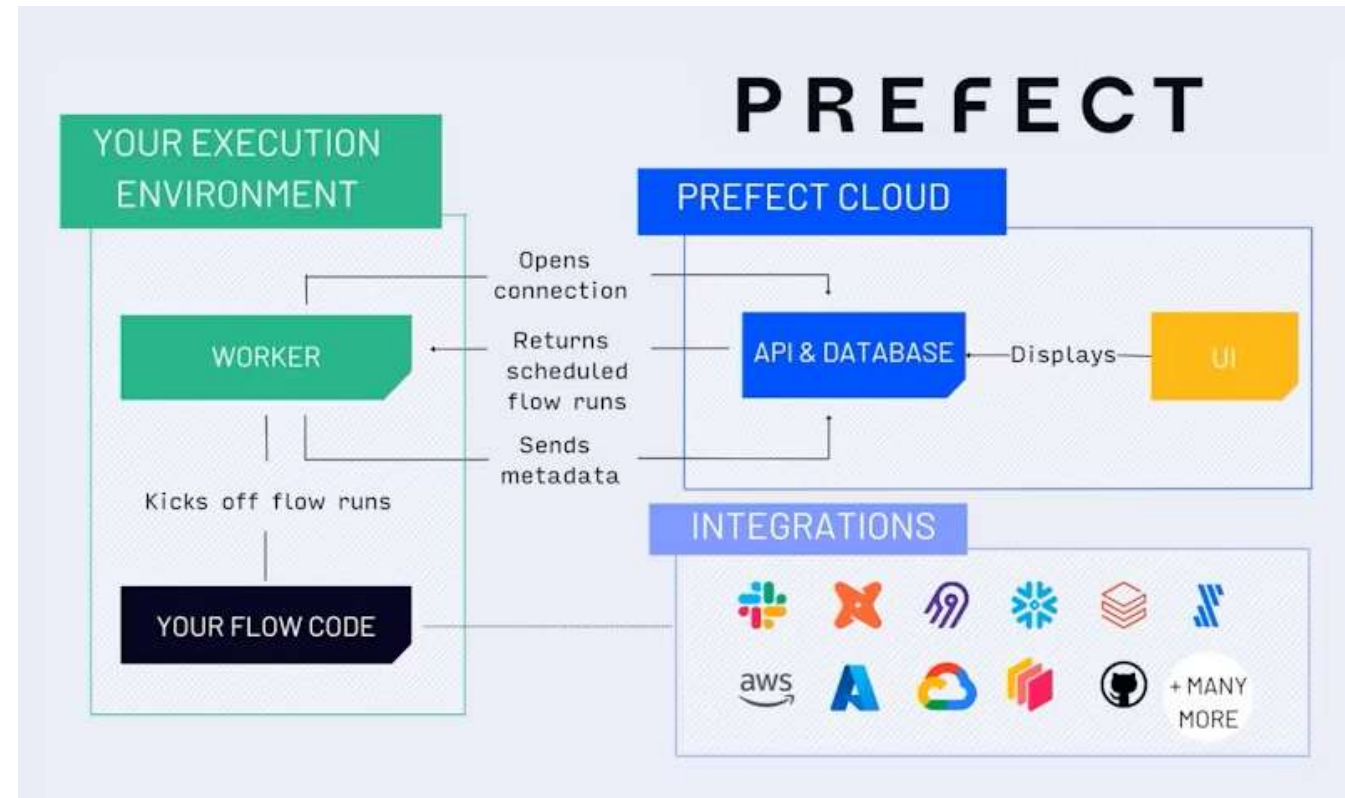 PREFECT
YOUR EXECUTION
ENVIRONMENT
PREFECT CLOUD
Opens
connection
WORKER
Returns
scheduled
flow runs
API & DATABASE
Displays
UI
Sends
metadata
Kicks off flow runs
INTEGRATIONS
YOUR FLOW CODE
aws
+ MANY
MORE